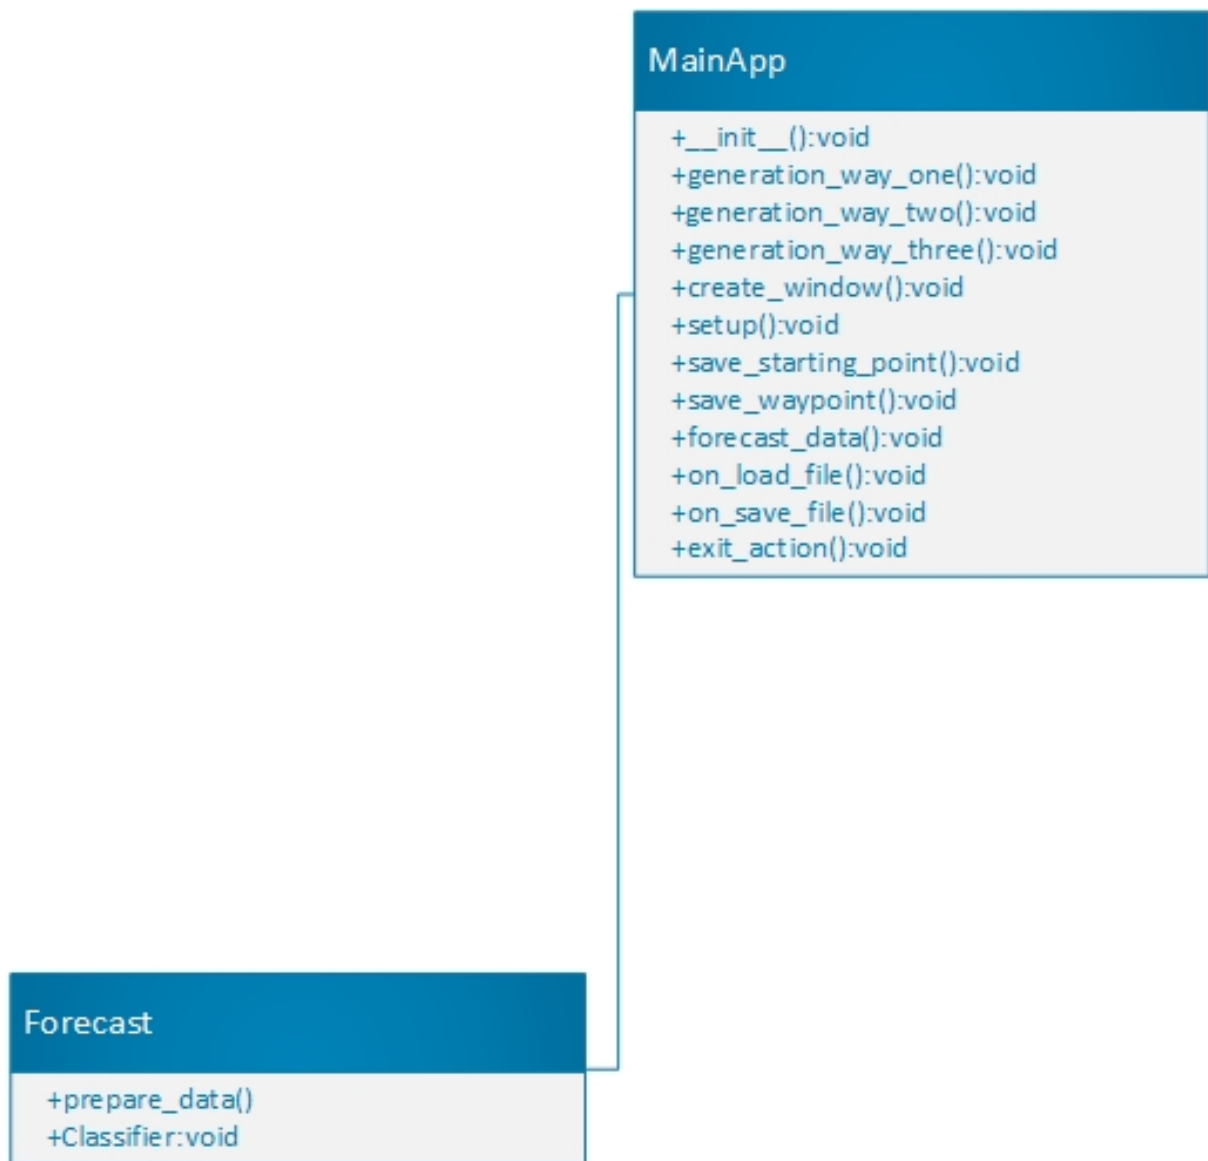 MainApp
+__init__():void
+generation_way_one():void
+generation_way_two():void
+generation_way_three():void
+create_window():void
+setup():void
+save_starting_point():void
+save_waypoint():void
+forecast_data():void
+on_load_file():void
+on_save_file():void
+exit_action():void
Forecast
+prepare_data()
+Classifier:void